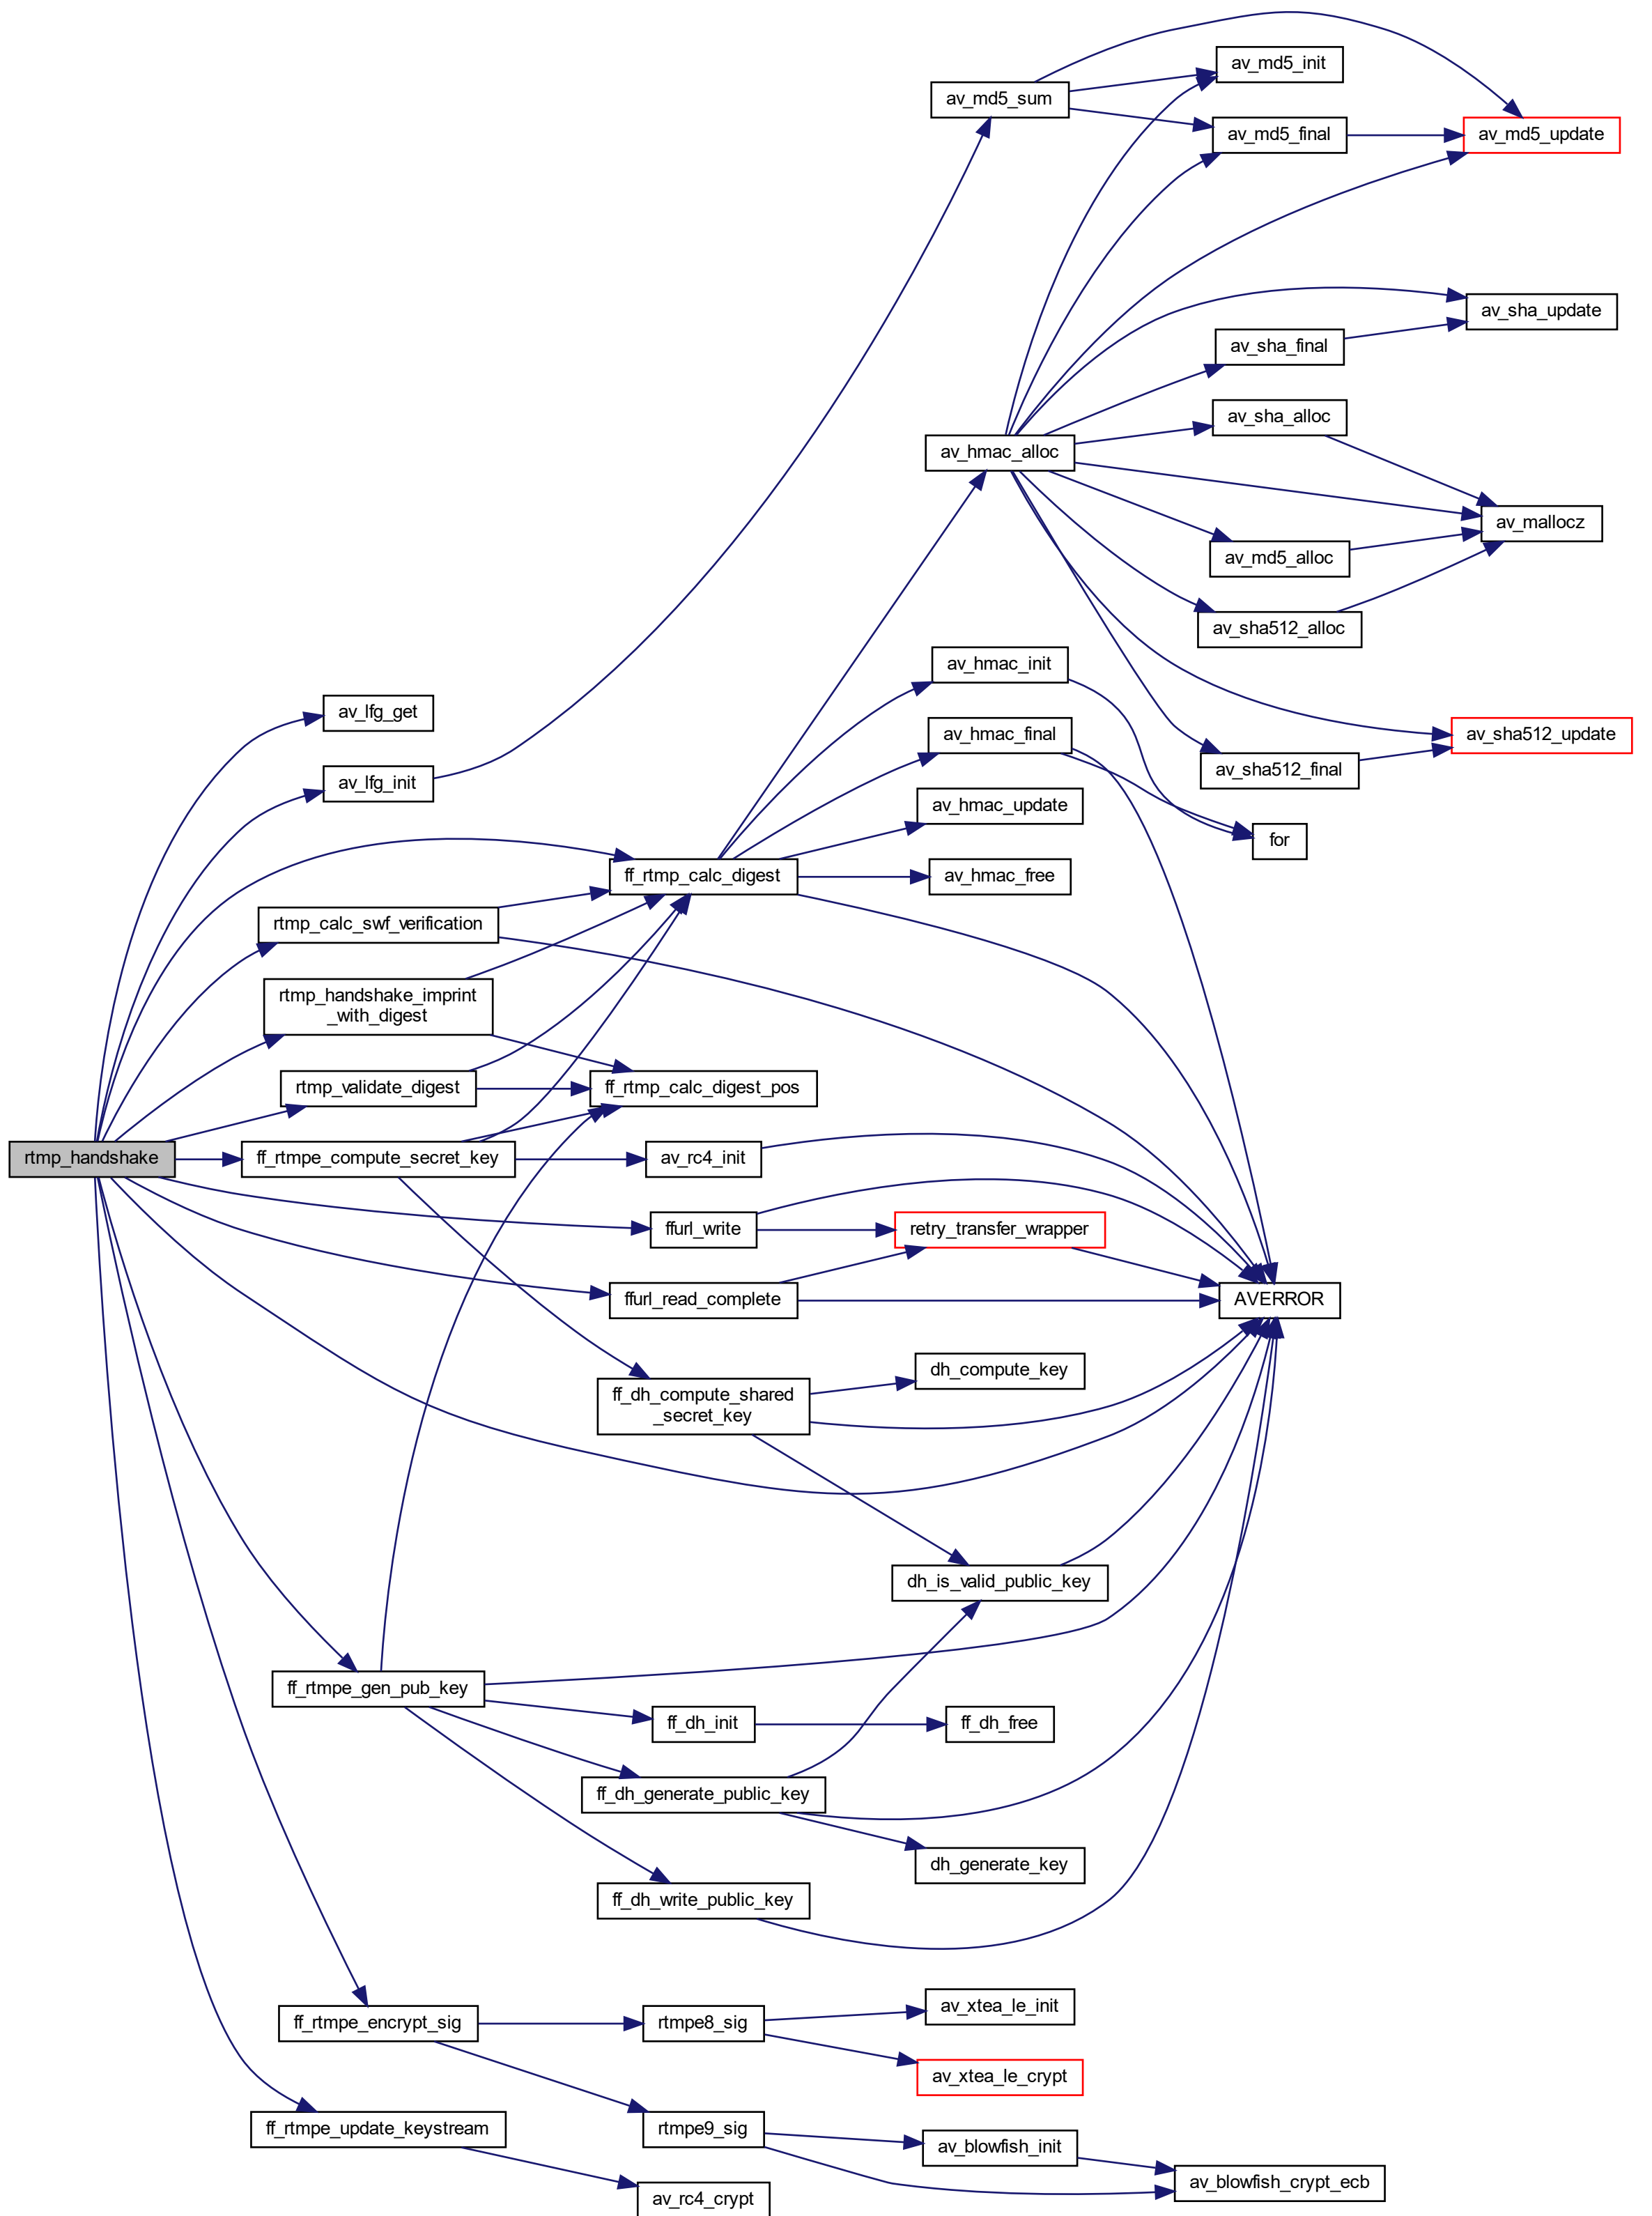 av_md5_init
av_md5_sum
av_md5_final
av_md5_update
av_sha_update
av_sha_final
av_sha_alloc
av_hmac_alloc
av_mallocz
av_md5_alloc
av_sha512_alloc
av_hmac_init
av_lfg_get
av_hmac_final
av_sha512_update
av_sha512_final
av_lfg_init
av_hmac_update
for
ff_rtmp_calc_digest
av_hmac_free
rtmp_calc_swf_verification
rtmp_handshake_imprint
_with_digest
rtmp_validate_digest
ff_rtmp_calc_digest_pos
rtmp_handshake
ff_rtmpe_compute_secret_key
av_rc4_init
ffurl_write
retry_transfer_wrapper
ffurl_read_complete
AVERROR
dh_compute_key
ff_dh_compute_shared
_secret_key
dh_is_valid_public_key
ff_rtmpe_gen_pub_key
ff_dh_init
ff_dh_free
ff_dh_generate_public_key
dh_generate_key
ff_dh_write_public_key
av_xtea_le_init
ff_rtmpe_encrypt_sig
rtmpe8_sig
av_xtea_le_crypt
ff_rtmpe_update_keystream
rtmpe9_sig
av_blowfish_init
av_blowfish_crypt_ecb
av_rc4_crypt